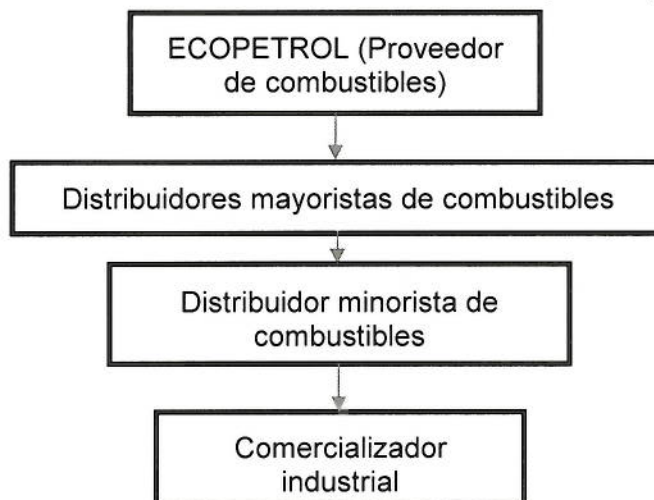 ECOPETROL (Proveedor
de combustibles)
Distribuidores mayoristas de combustibles
Distribuidor minorista de
combustibles
Comercializador
industrial